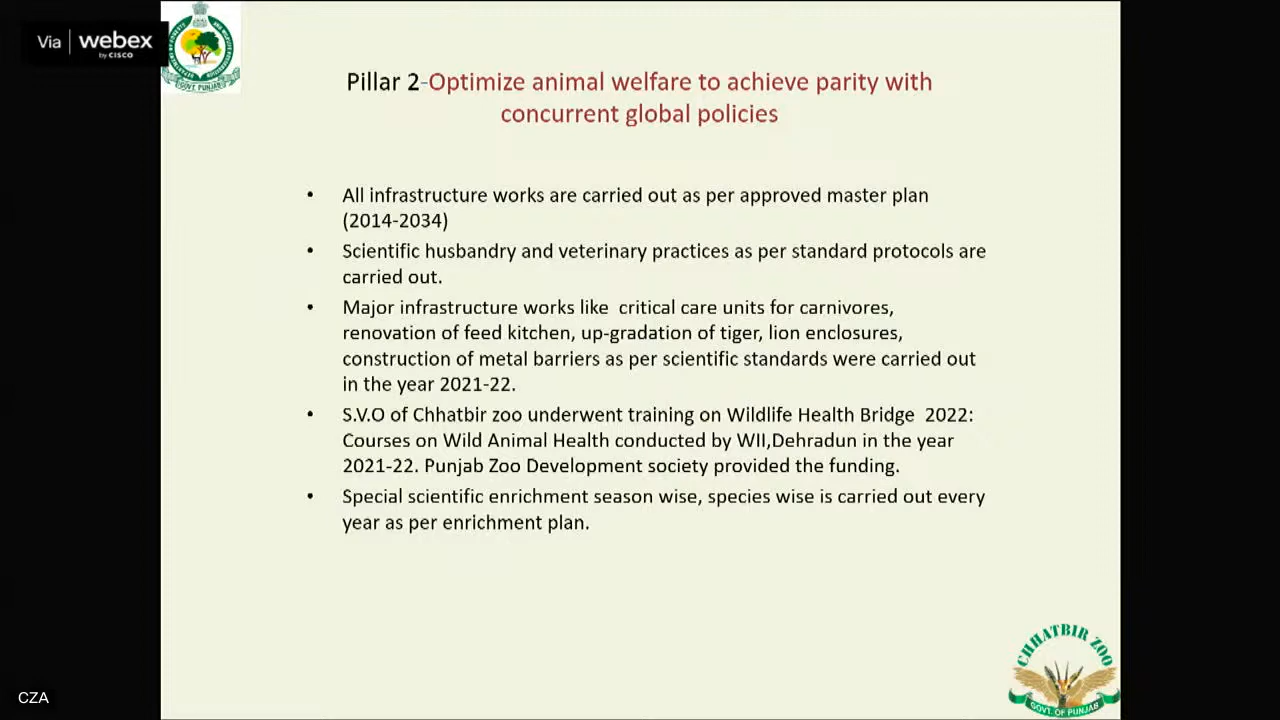 Via | webex
by CISCO
GOVT. PUNJAB
Pillar 2-Optimize animal welfare to achieve parity with
concurrent global policies
• All infrastructure works are carried out as per approved master plan
(2014-2034)
• Scientific husbandry and veterinary practices as per standard protocols are
carried out.
• Major infrastructure works like  critical care units for carnivores,
renovation of feed kitchen, up-gradation of tiger, lion enclosures,
construction of metal barriers as per scientific standards were carried out
in the year 2021-22.
• S.V.O of Chhatbir zoo underwent training on Wildlife Health Bridge  2022:
Courses on Wild Animal Health conducted by WII,Dehradun in the year
2021-22. Punjab Zoo Development society provided the funding.
• Special scientific enrichment season wise, species wise is carried out every
year as per enrichment plan.
CHHATBIR ZOO
GOVT. OF PUNJAB
CZA